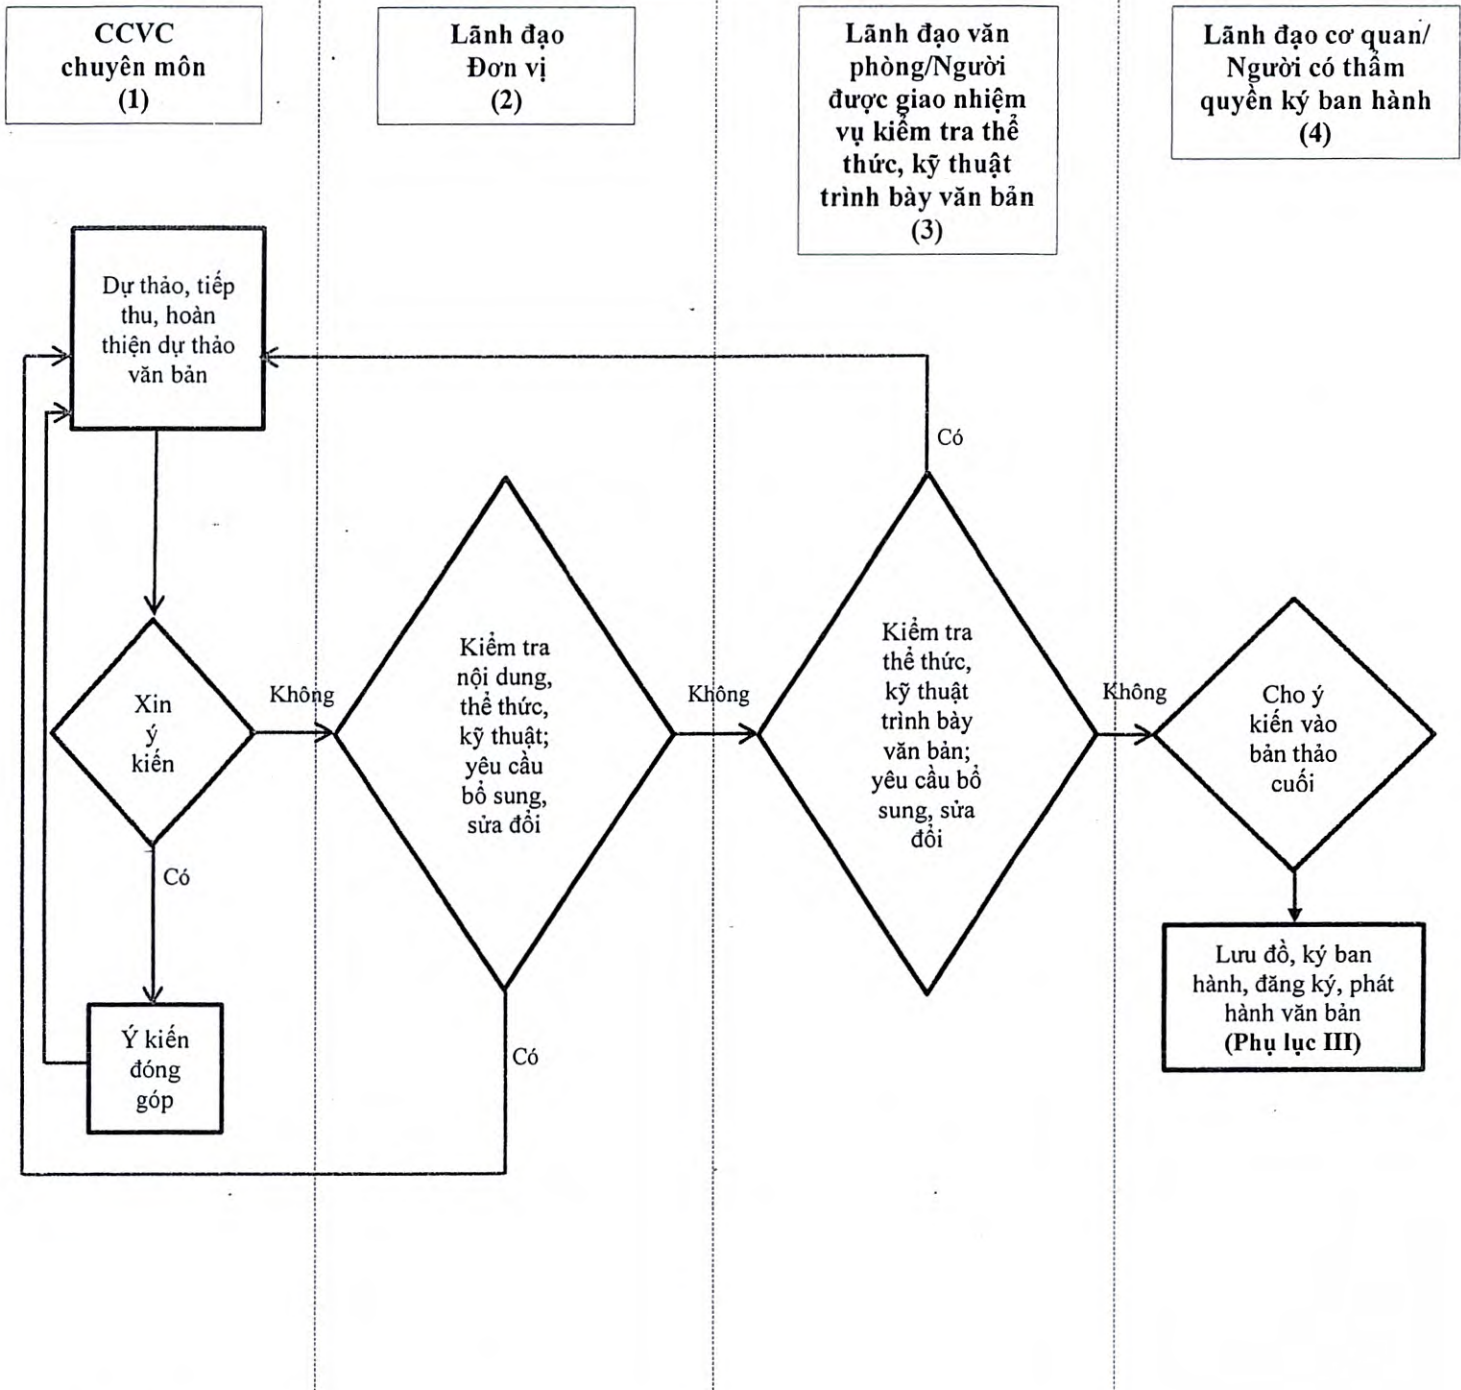 CCVC
chuyên môn
(1)
Lãnh đạo
Đơn vị
(2)
Lãnh đạo văn
phòng/Người
được giao nhiệm
vụ kiểm tra thể
thức, kỹ thuật
trình bày văn bản
(3)
Lãnh đạo cơ quan/
Người có thẩm
quyền ký ban hành
(4)
Dự thảo, tiếp
thu, hoàn
thiện dự thảo
văn bản
Có
Xin
ý
kiến
Không
Kiểm tra
nội dung,
thể thức,
kỹ thuật;
yêu cầu
bổ sung,
sửa đổi
Không
Kiểm tra
thể thức,
kỹ thuật
trình bày
văn bản;
yêu cầu bổ
sung, sửa
đổi
Không
Cho ý
kiến vào
bản thảo
cuối
Có
Ý kiến
đóng
góp
Có
Lưu đồ, ký ban
hành, đăng ký, phát
hành văn bản
(Phụ lục III)